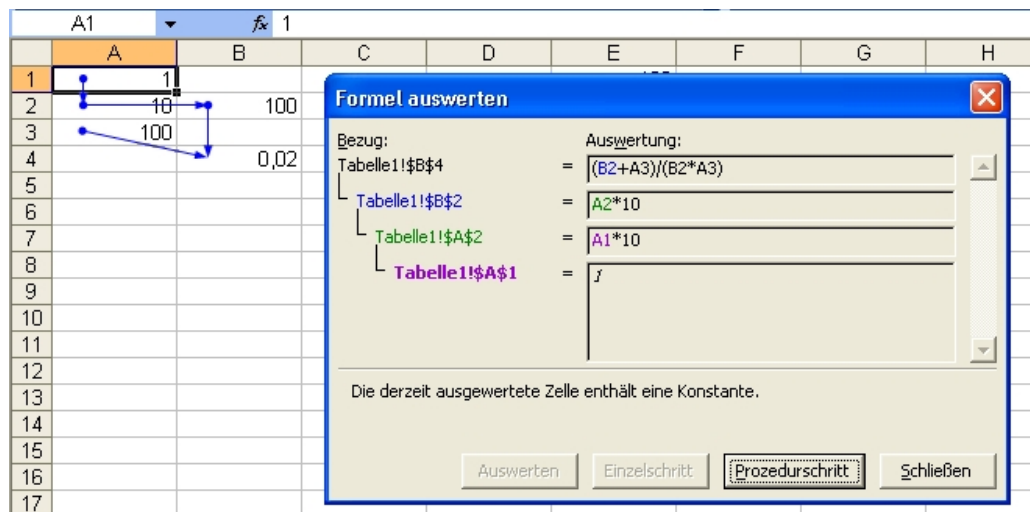 A1 fx 1
A B C D E F G H
1 1
2 10 100
3 100
4 0,02
5
6
7
8
9
10
11
12
13
14
15
16
17
Formel auswerten
Bezug: Auswertung:
Tabelle1!$B$4 = (B2+A3)/(B2*A3)
Tabelle1!$B$2 = A2*10
Tabelle1!$A$2 = A1*10
Tabelle1!$A$1 = 1
Die derzeit ausgewertete Zelle enthält eine Konstante.
Auswerten Einzelschritt Prozedurschritt Schließen